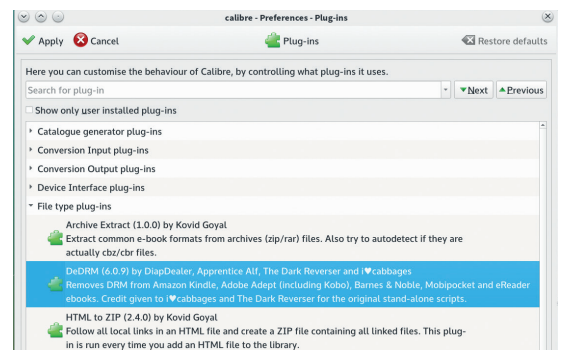 calibre - Preferences - Plug-ins
Apply Cancel Plug-ins Restore defaults
Here you can customise the behaviour of Calibre, by controlling what plug-ins it uses.
Search for plug-in Next Previous
Show only user installed plug-ins
Catalogue generator plug-ins
Conversion Input plug-ins
Conversion Output plug-ins
Device Interface plug-ins
File type plug-ins
Archive Extract (1.0.0) by Kovid Goyal
Extract common e-book formats from archives (zip/rar) files. Also try to autodetect if they are
actually cbz/cbr files.
DeDRM (6.0.9) by DiapDealer, Apprentice Alf, The Dark Reverser and i♥cabbages
Removes DRM from Amazon Kindle, Adobe Adept (including Kobo), Barnes & Noble, Mobipocket and eReader
ebooks. Credit given to i♥cabbages and The Dark Reverser for the original stand-alone scripts.
HTML to ZIP (2.4.0) by Kovid Goyal
Follow all local links in an HTML file and create a ZIP file containing all linked files. This plug-
in is run every time you add an HTML file to the library.